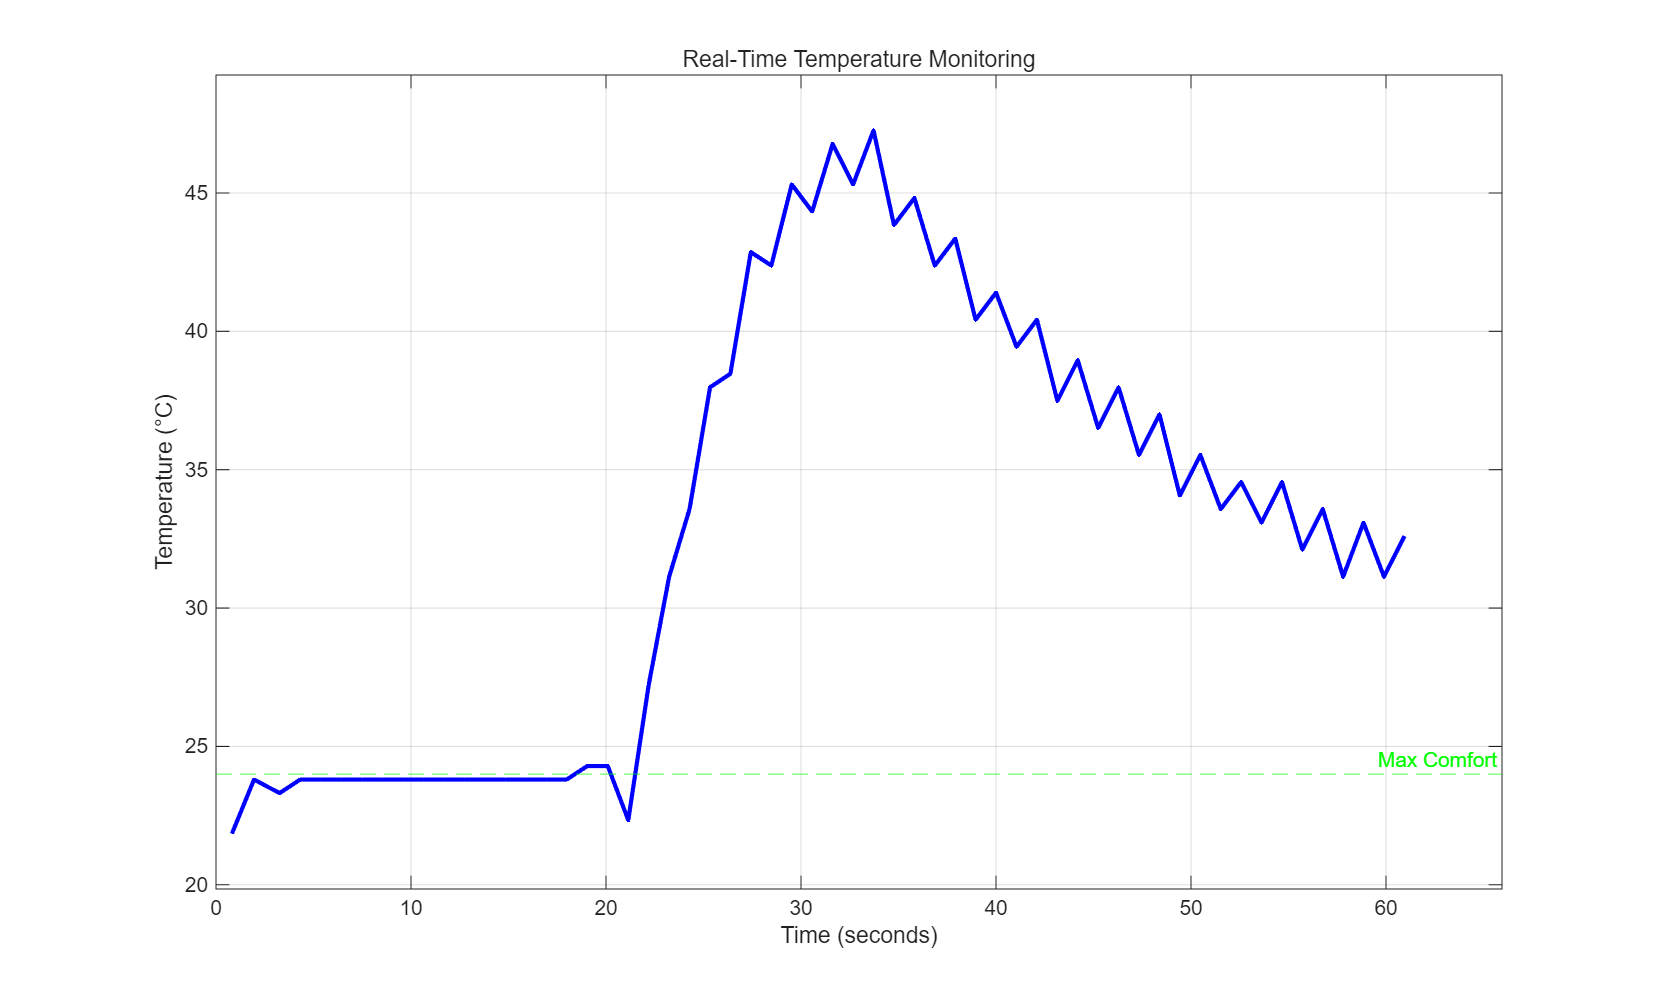 Real-Time Temperature Monitoring
Temperature (°C)
45
40
35
30
25
20
Max Comfort
0 10 20 30 40 50 60
Time (seconds)